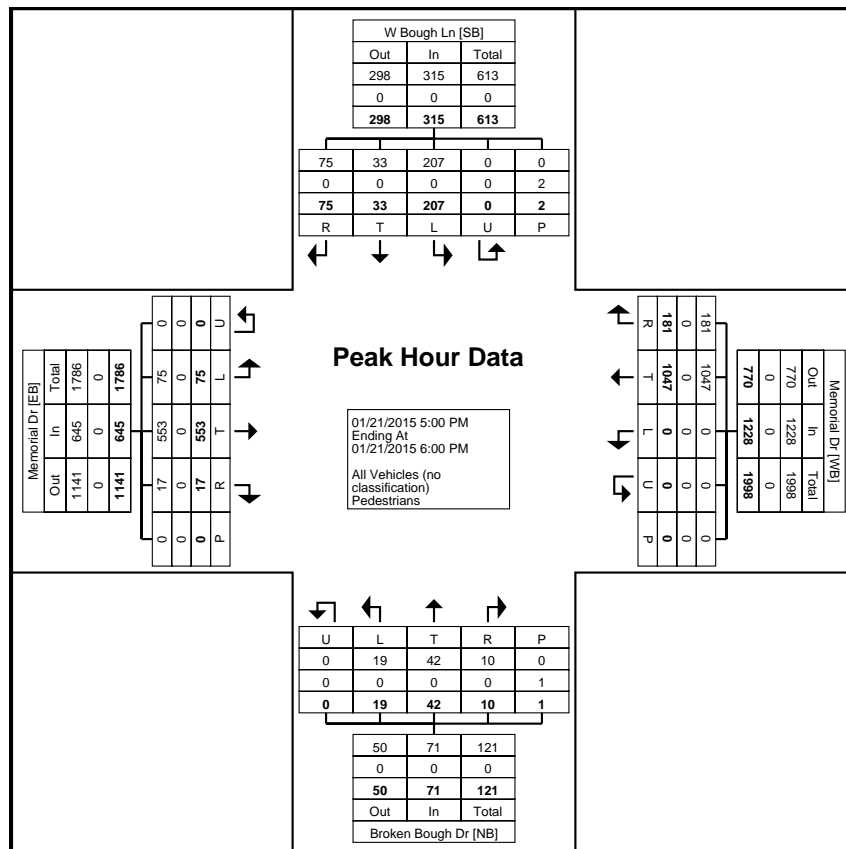 W Bough Ln [SB]
Out In Total
298 315 613
0 0 0
298 315 613
75 33 207 0 0
0 0 0 0 2
75 33 207 0 2
R T L U P
Memorial Dr [EB]
Total In Out
1786 645 1141
0 0 0
1786 645 1141
0 75 553 17 0
0 0 0 0 0
0 75 553 17 0
U L T R P
Peak Hour Data
01/21/2015 5:00 PM
Ending At
01/21/2015 6:00 PM
All Vehicles (no
classification)
Pedestrians
R T L U P
181 1047 0 0 0
0 0 0 0 0
181 1047 0 0 0
770 1228 1998
0 0 0
770 1228 1998
Out In Total
Memorial Dr [WB]
U L T R P
0 19 42 10 0
0 0 0 0 1
0 19 42 10 1
50 71 121
0 0 0
50 71 121
Out In Total
Broken Bough Dr [NB]